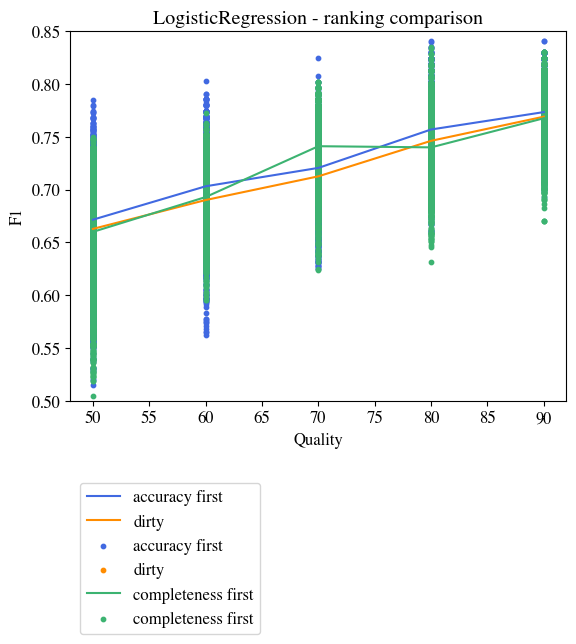 LogisticRegression - ranking comparison
0.85
0.80
0.75
0.70
0.65
0.60
0.55
0.50
F1
50 55 60 65 70 75 80 85 90
Quality
accuracy first
dirty
accuracy first
dirty
completeness first
completeness first